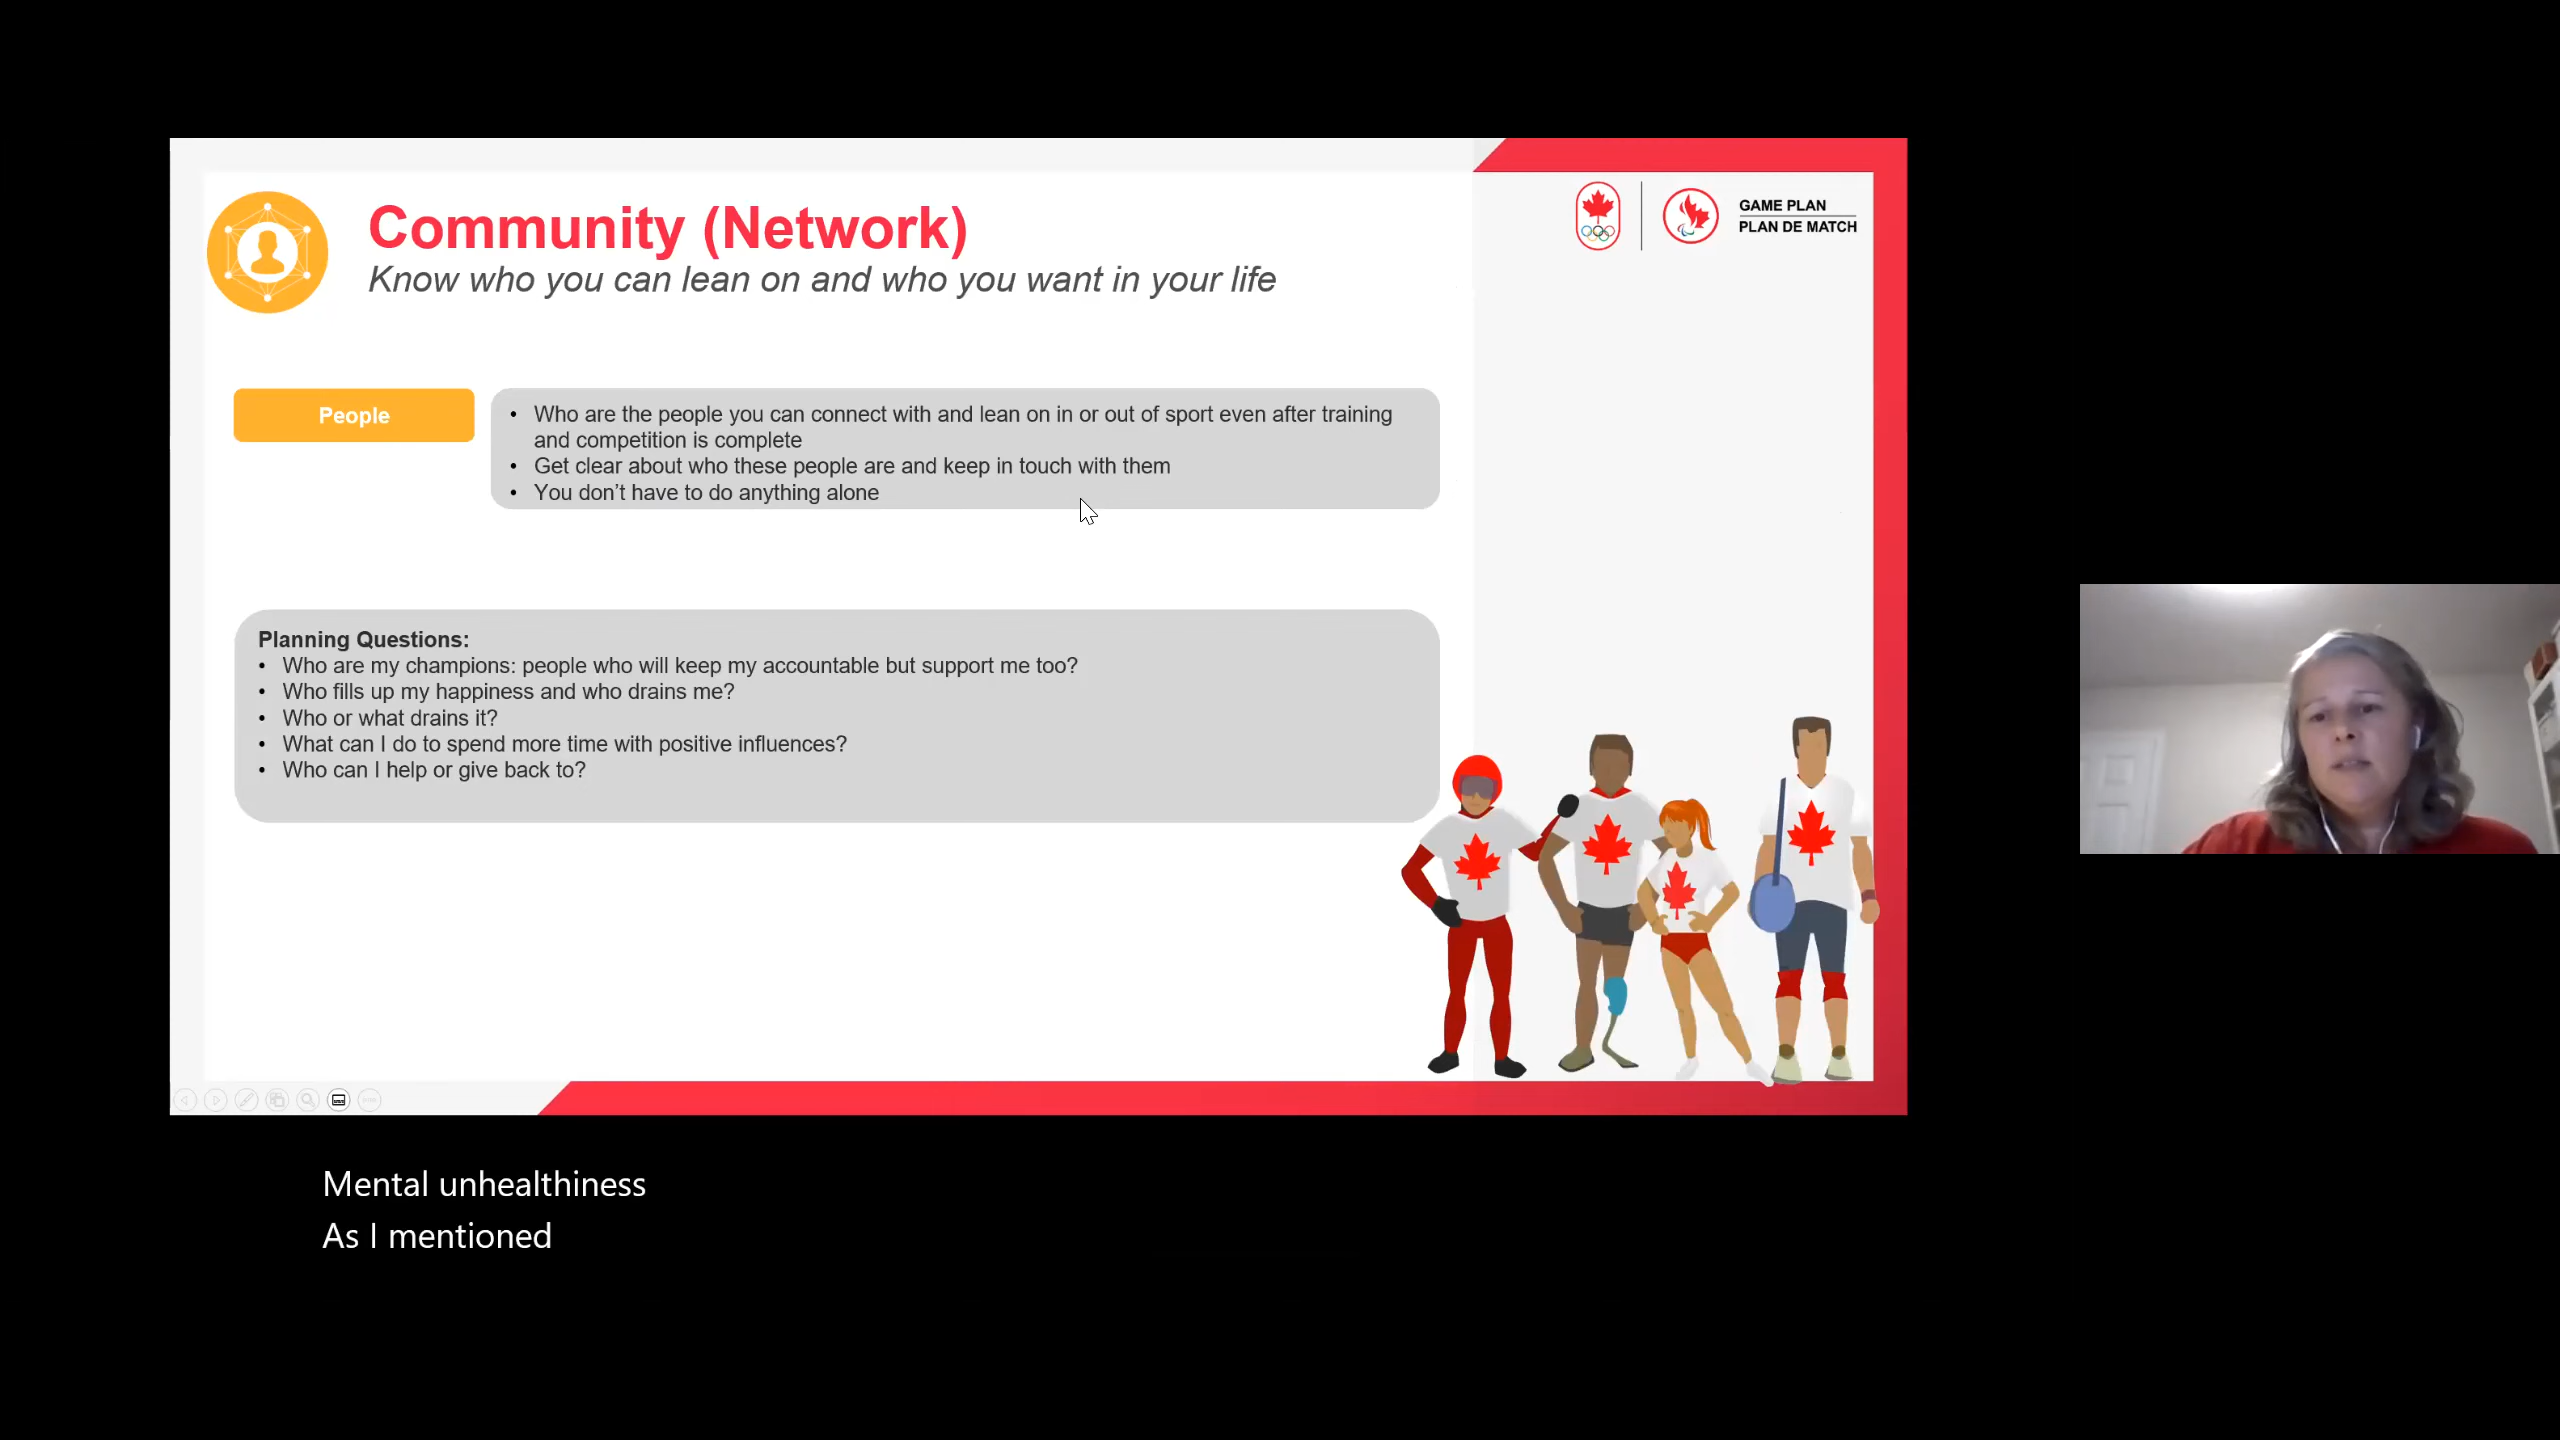 Community (Network)
Know who you can lean on and who you want in your life
GAME PLAN
PLAN DE MATCH
People
• Who are the people you can connect with and lean on in or out of sport even after training
and competition is complete
• Get clear about who these people are and keep in touch with them
• You don’t have to do anything alone
Planning Questions:
• Who are my champions: people who will keep my accountable but support me too?
• Who fills up my happiness and who drains me?
• Who or what drains it?
• What can I do to spend more time with positive influences?
• Who can I help or give back to?
Mental unhealthiness
As I mentioned